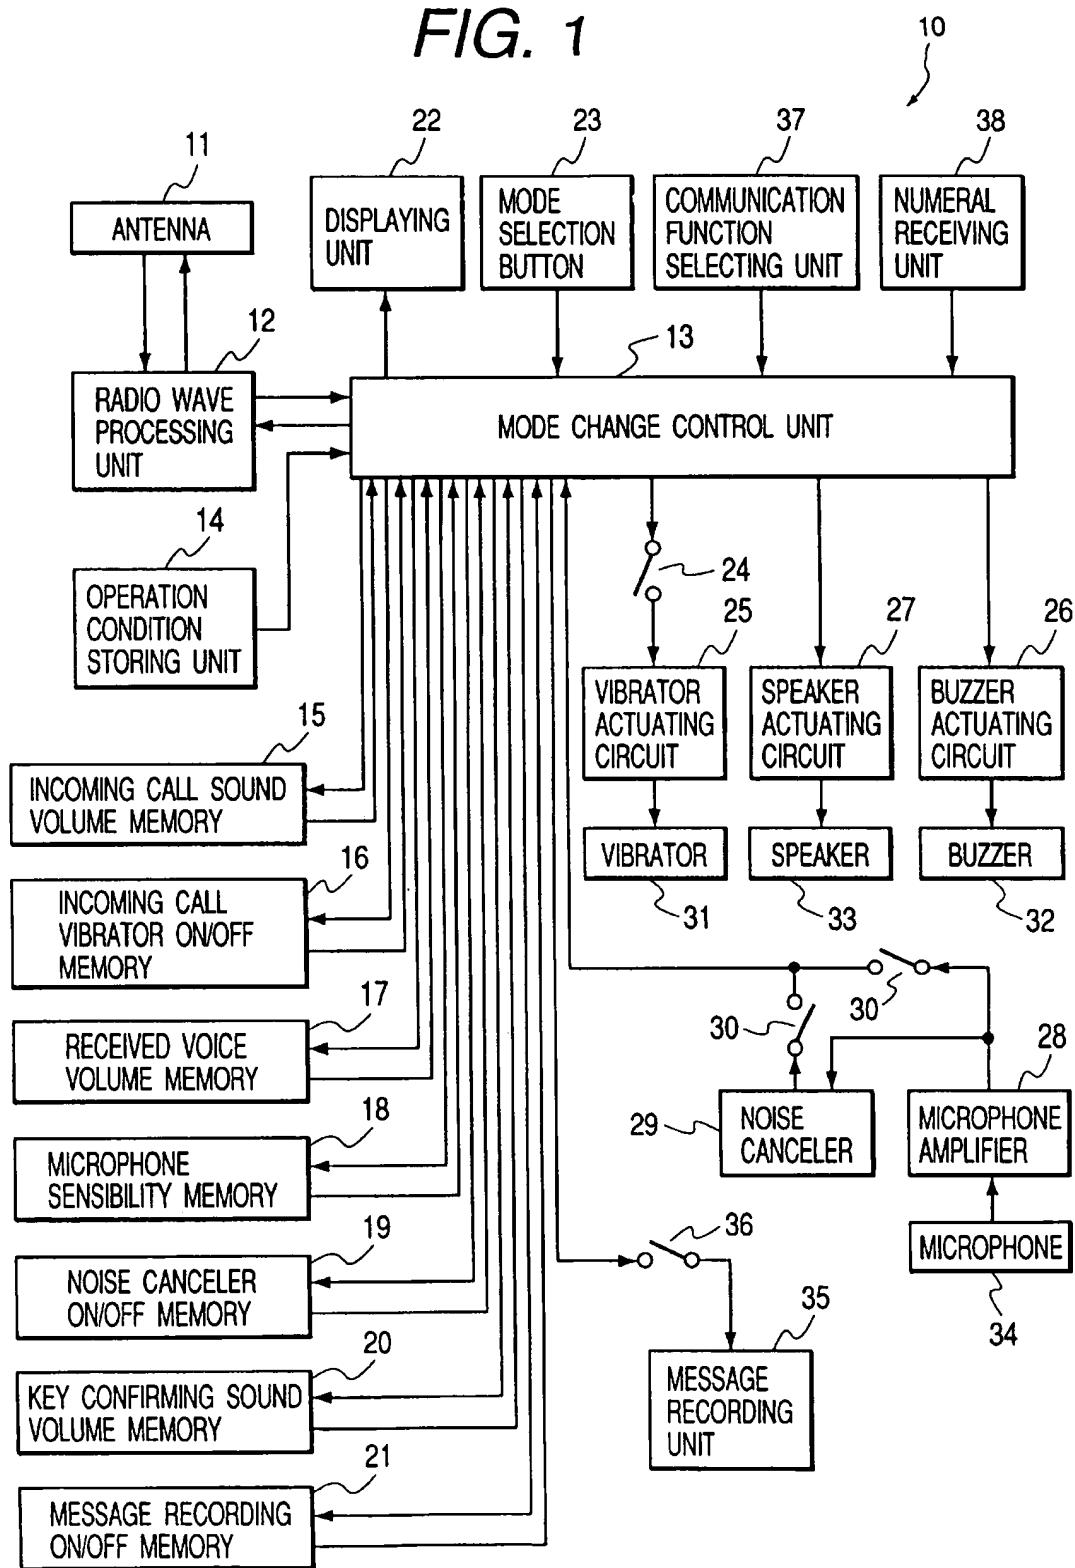 FIG. 1
10
22
23
37
38
11
ANTENNA
DISPLAYING
UNIT
MODE
SELECTION
BUTTON
COMMUNICATION
FUNCTION
SELECTING UNIT
NUMERAL
RECEIVING
UNIT
12
13
RADIO WAVE
PROCESSING
UNIT
MODE CHANGE CONTROL UNIT
14
OPERATION
CONDITION
STORING UNIT
24
25
27
26
VIBRATOR
ACTUATING
CIRCUIT
SPEAKER
ACTUATING
CIRCUIT
BUZZER
ACTUATING
CIRCUIT
15
INCOMING CALL SOUND
VOLUME MEMORY
VIBRATOR
SPEAKER
BUZZER
31
33
32
16
INCOMING CALL
VIBRATOR ON/OFF
MEMORY
30
30
17
RECEIVED VOICE
VOLUME MEMORY
28
29
NOISE
CANCELER
MICROPHONE
AMPLIFIER
18
MICROPHONE
SENSIBILITY MEMORY
MICROPHONE
34
19
NOISE CANCELER
ON/OFF MEMORY
36
35
MESSAGE
RECORDING
UNIT
20
KEY CONFIRMING SOUND
VOLUME MEMORY
21
MESSAGE RECORDING
ON/OFF MEMORY